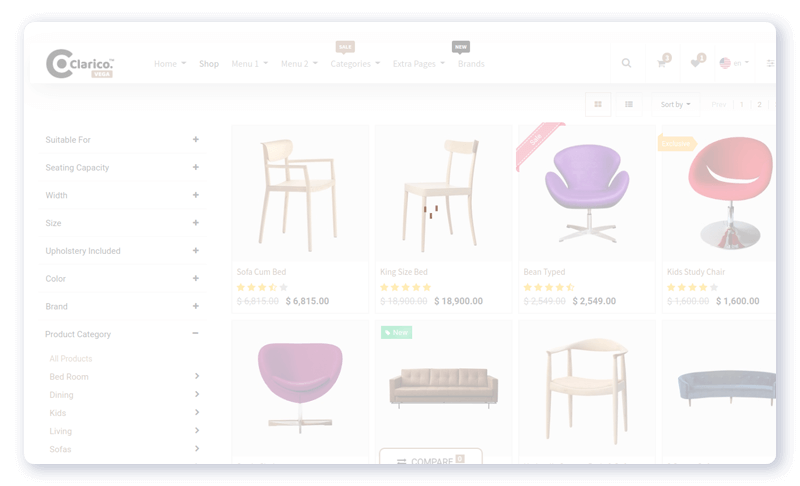 SALE
NEW
Clarico.
VEGA
Home
Shop
Menu 1
Menu 2
Categories
Extra Pages
Brands
3
1
en
Sort by
Prev
1
2
Suitable For
Seating Capacity
Width
Size
Upholstery Included
Color
Brand
Product Category
All Products
Bed Room
Dining
Kids
Living
Sofas
Sale
Sofa Cum Bed
$ 6,815.00 $ 6,815.00
King Size Bed
$ 18,900.00 $ 18,900.00
Bean Typed
$ 2,549.00 $ 2,549.00
Kids Study Chair
$ 1,600.00 $ 1,600.00
New
COMPARE 0